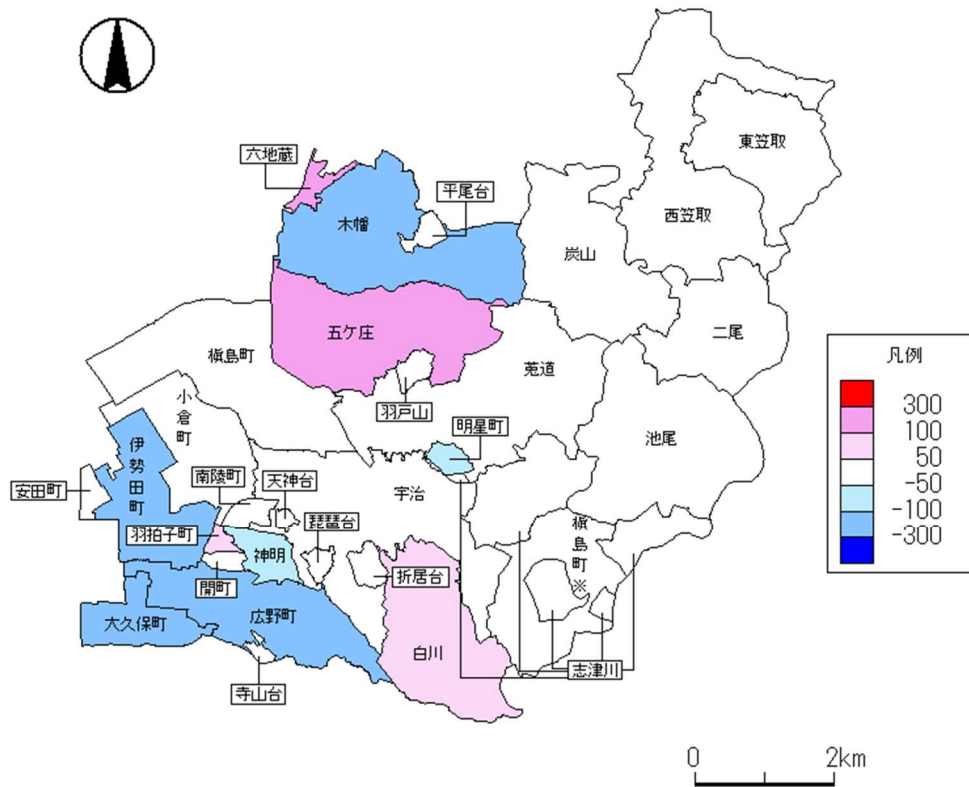 六地蔵
平尾台
木幡
東笠取
西笠取
炭山
五ケ庄
二尾
槇島町
菟道
羽戸山
凡例
300
100
50
-50
-100
-300
小倉町
伊勢田町
明星町
池尾
安田町
南陵町
天神台
宇治
琵琶台
羽拍子町
神明
槇島町※
開町
折居台
大久保町
広野町
白川
志津川
寺山台
0 2km